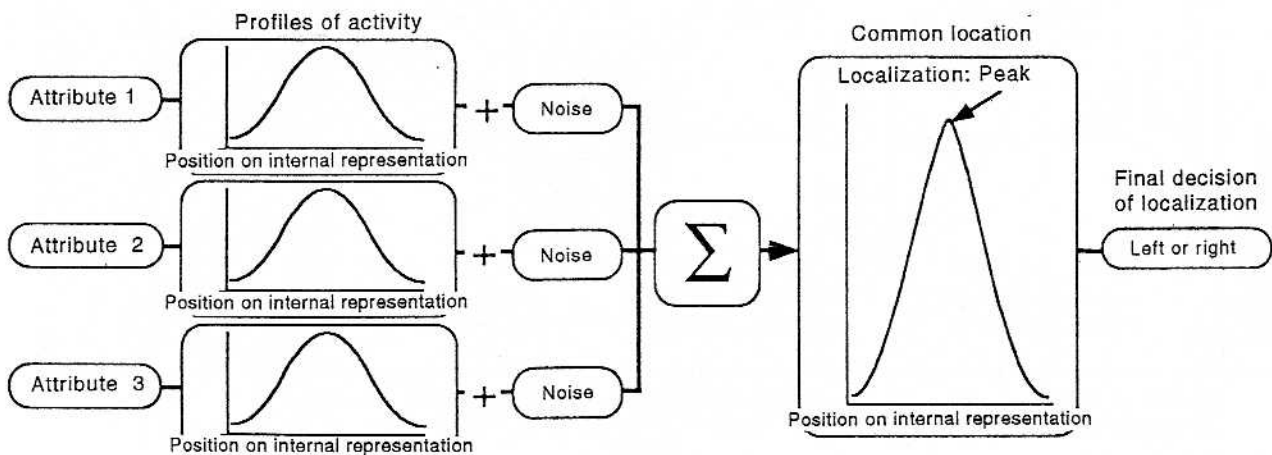 Profiles of activity
Attribute 1
Position on internal representation
+
Noise
Attribute 2
Position on internal representation
+
Noise
Attribute 3
Position on internal representation
+
Noise
Σ
Common location
Localization: Peak
Position on internal representation
Final decision
of localization
Left or right